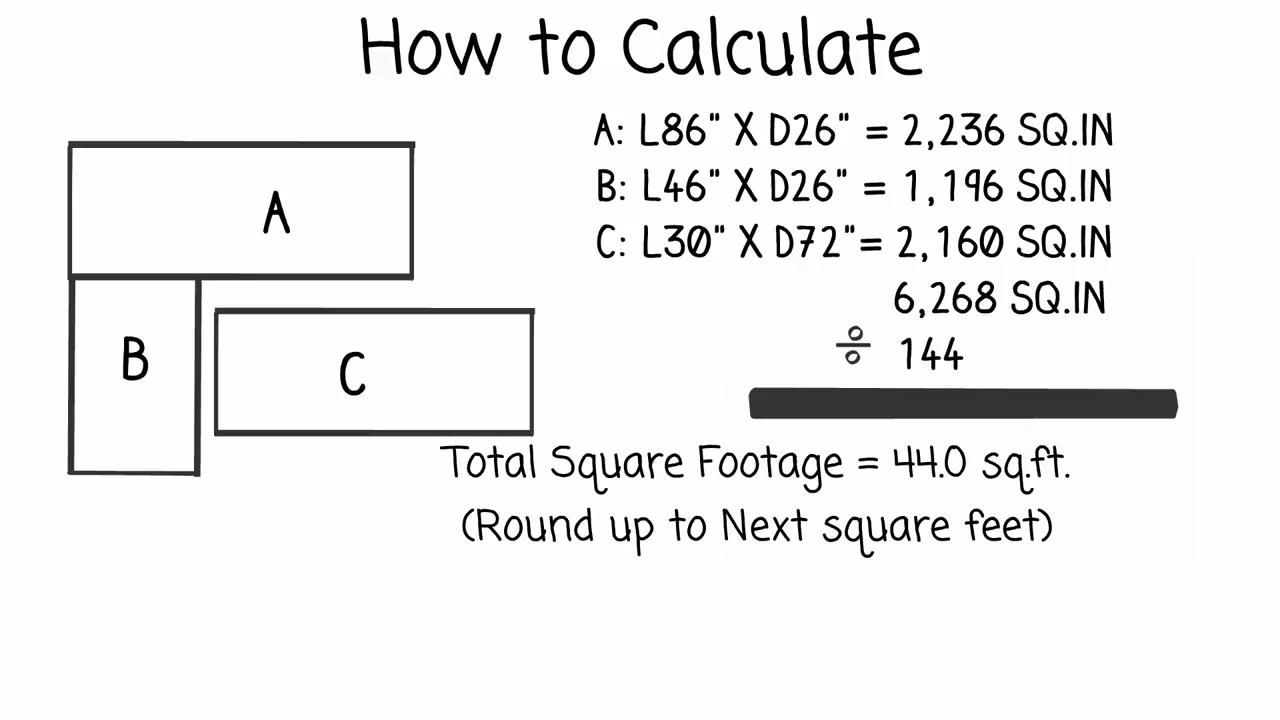 How to Calculate
A: L86" X D26" = 2,236 SQ.IN
B: L46" X D26" = 1,196 SQ.IN
C: L30" X D72"= 2,160 SQ.IN
6,268 SQ.IN
÷ 144
A
B
C
Total Square Footage = 44.0 sq.ft.
(Round up to Next square feet)